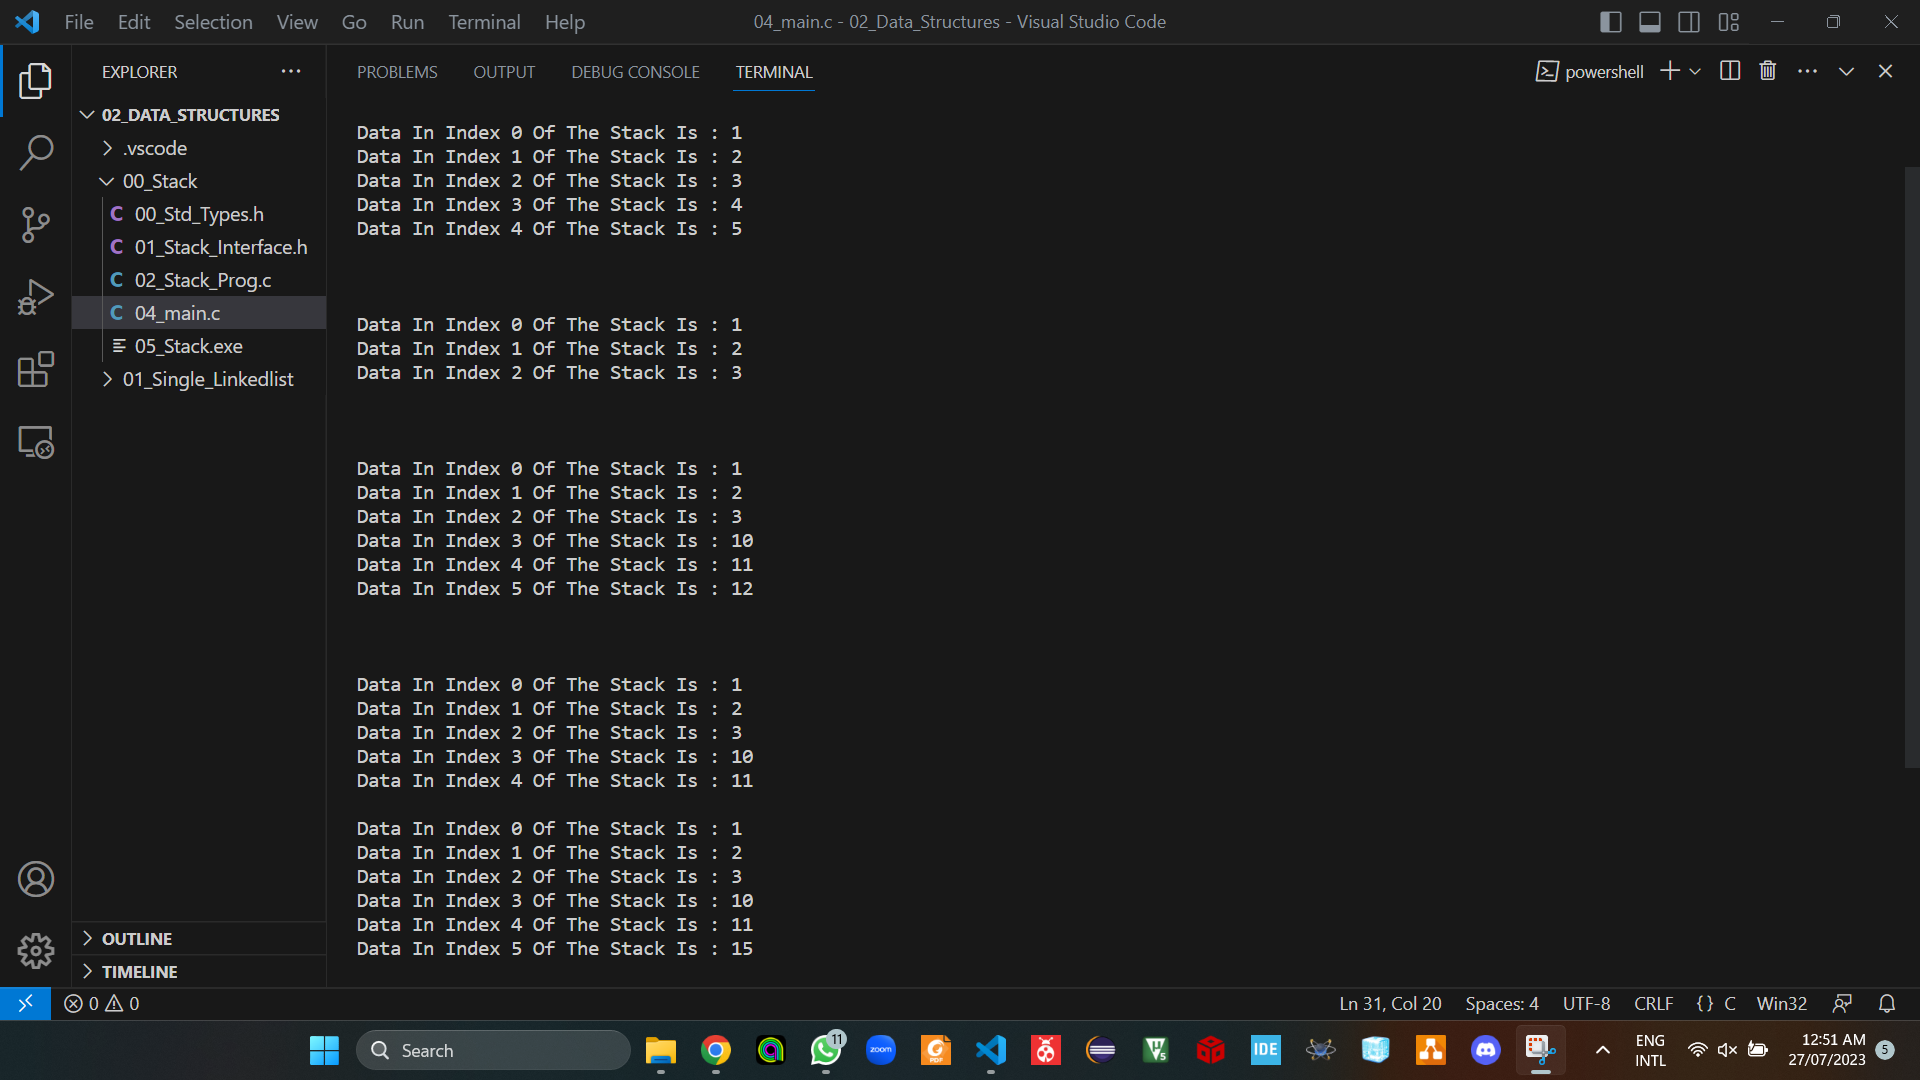 File Edit Selection View Go Run Terminal Help
04_main.c - 02_Data_Structures - Visual Studio Code
EXPLORER
02_DATA_STRUCTURES
.vscode
00_Stack
C 00_Std_Types.h
C 01_Stack_Interface.h
C 02_Stack_Prog.c
C 04_main.c
05_Stack.exe
01_Single_Linkedlist
OUTLINE
TIMELINE
PROBLEMS OUTPUT DEBUG CONSOLE TERMINAL
powershell
Data In Index 0 Of The Stack Is : 1
Data In Index 1 Of The Stack Is : 2
Data In Index 2 Of The Stack Is : 3
Data In Index 3 Of The Stack Is : 4
Data In Index 4 Of The Stack Is : 5
Data In Index 0 Of The Stack Is : 1
Data In Index 1 Of The Stack Is : 2
Data In Index 2 Of The Stack Is : 3
Data In Index 0 Of The Stack Is : 1
Data In Index 1 Of The Stack Is : 2
Data In Index 2 Of The Stack Is : 3
Data In Index 3 Of The Stack Is : 10
Data In Index 4 Of The Stack Is : 11
Data In Index 5 Of The Stack Is : 12
Data In Index 0 Of The Stack Is : 1
Data In Index 1 Of The Stack Is : 2
Data In Index 2 Of The Stack Is : 3
Data In Index 3 Of The Stack Is : 10
Data In Index 4 Of The Stack Is : 11
Data In Index 0 Of The Stack Is : 1
Data In Index 1 Of The Stack Is : 2
Data In Index 2 Of The Stack Is : 3
Data In Index 3 Of The Stack Is : 10
Data In Index 4 Of The Stack Is : 11
Data In Index 5 Of The Stack Is : 15
0 0
Ln 31, Col 20 Spaces: 4 UTF-8 CRLF {} C Win32
Search
11
zoom
PDF
V5
IDE
ENG
INTL
12:51 AM
27/07/2023
5